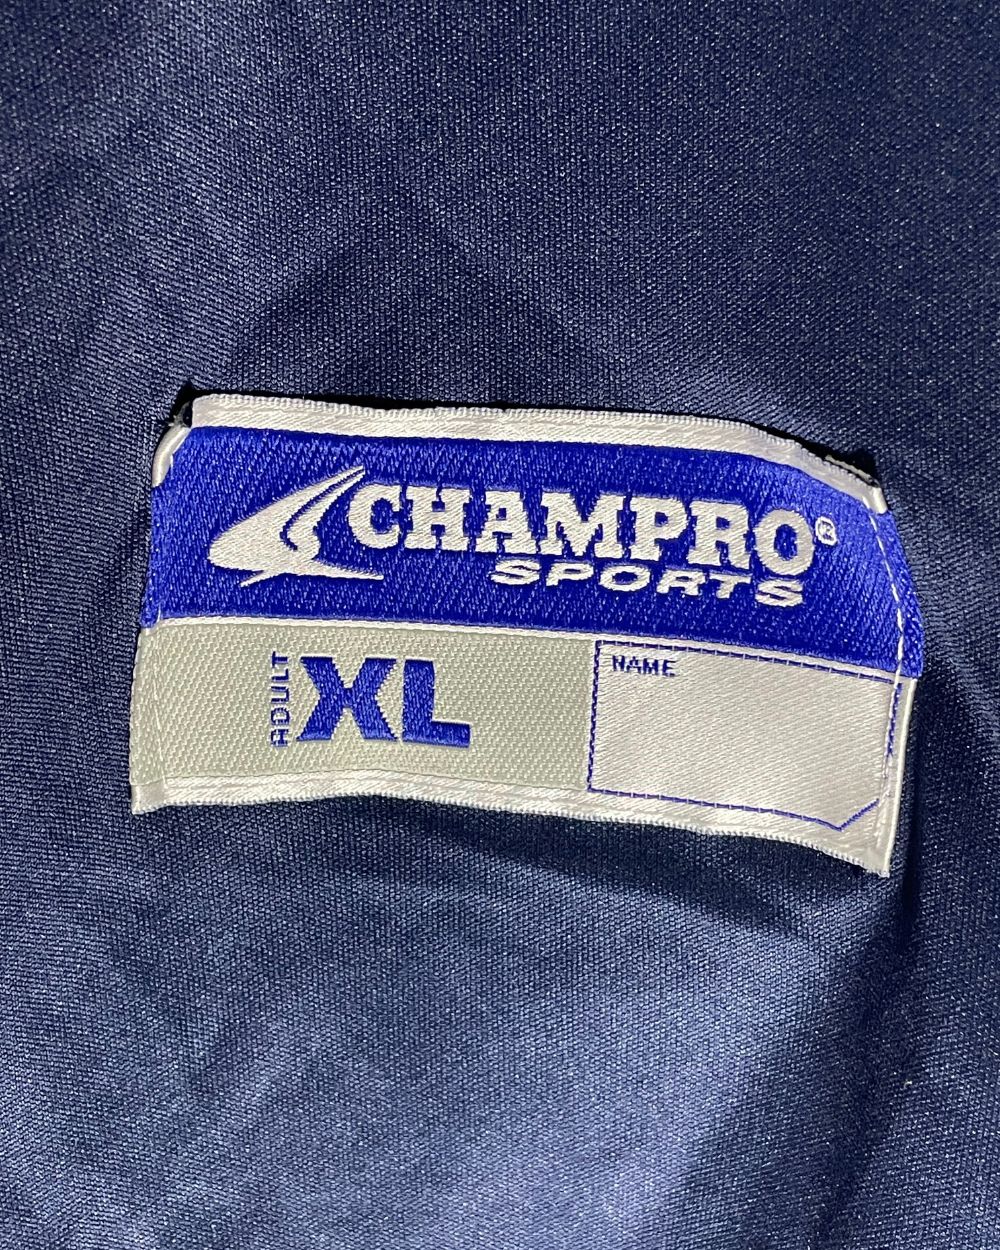 CHAMPRO®
SPORTS
ADULT XL
NAME